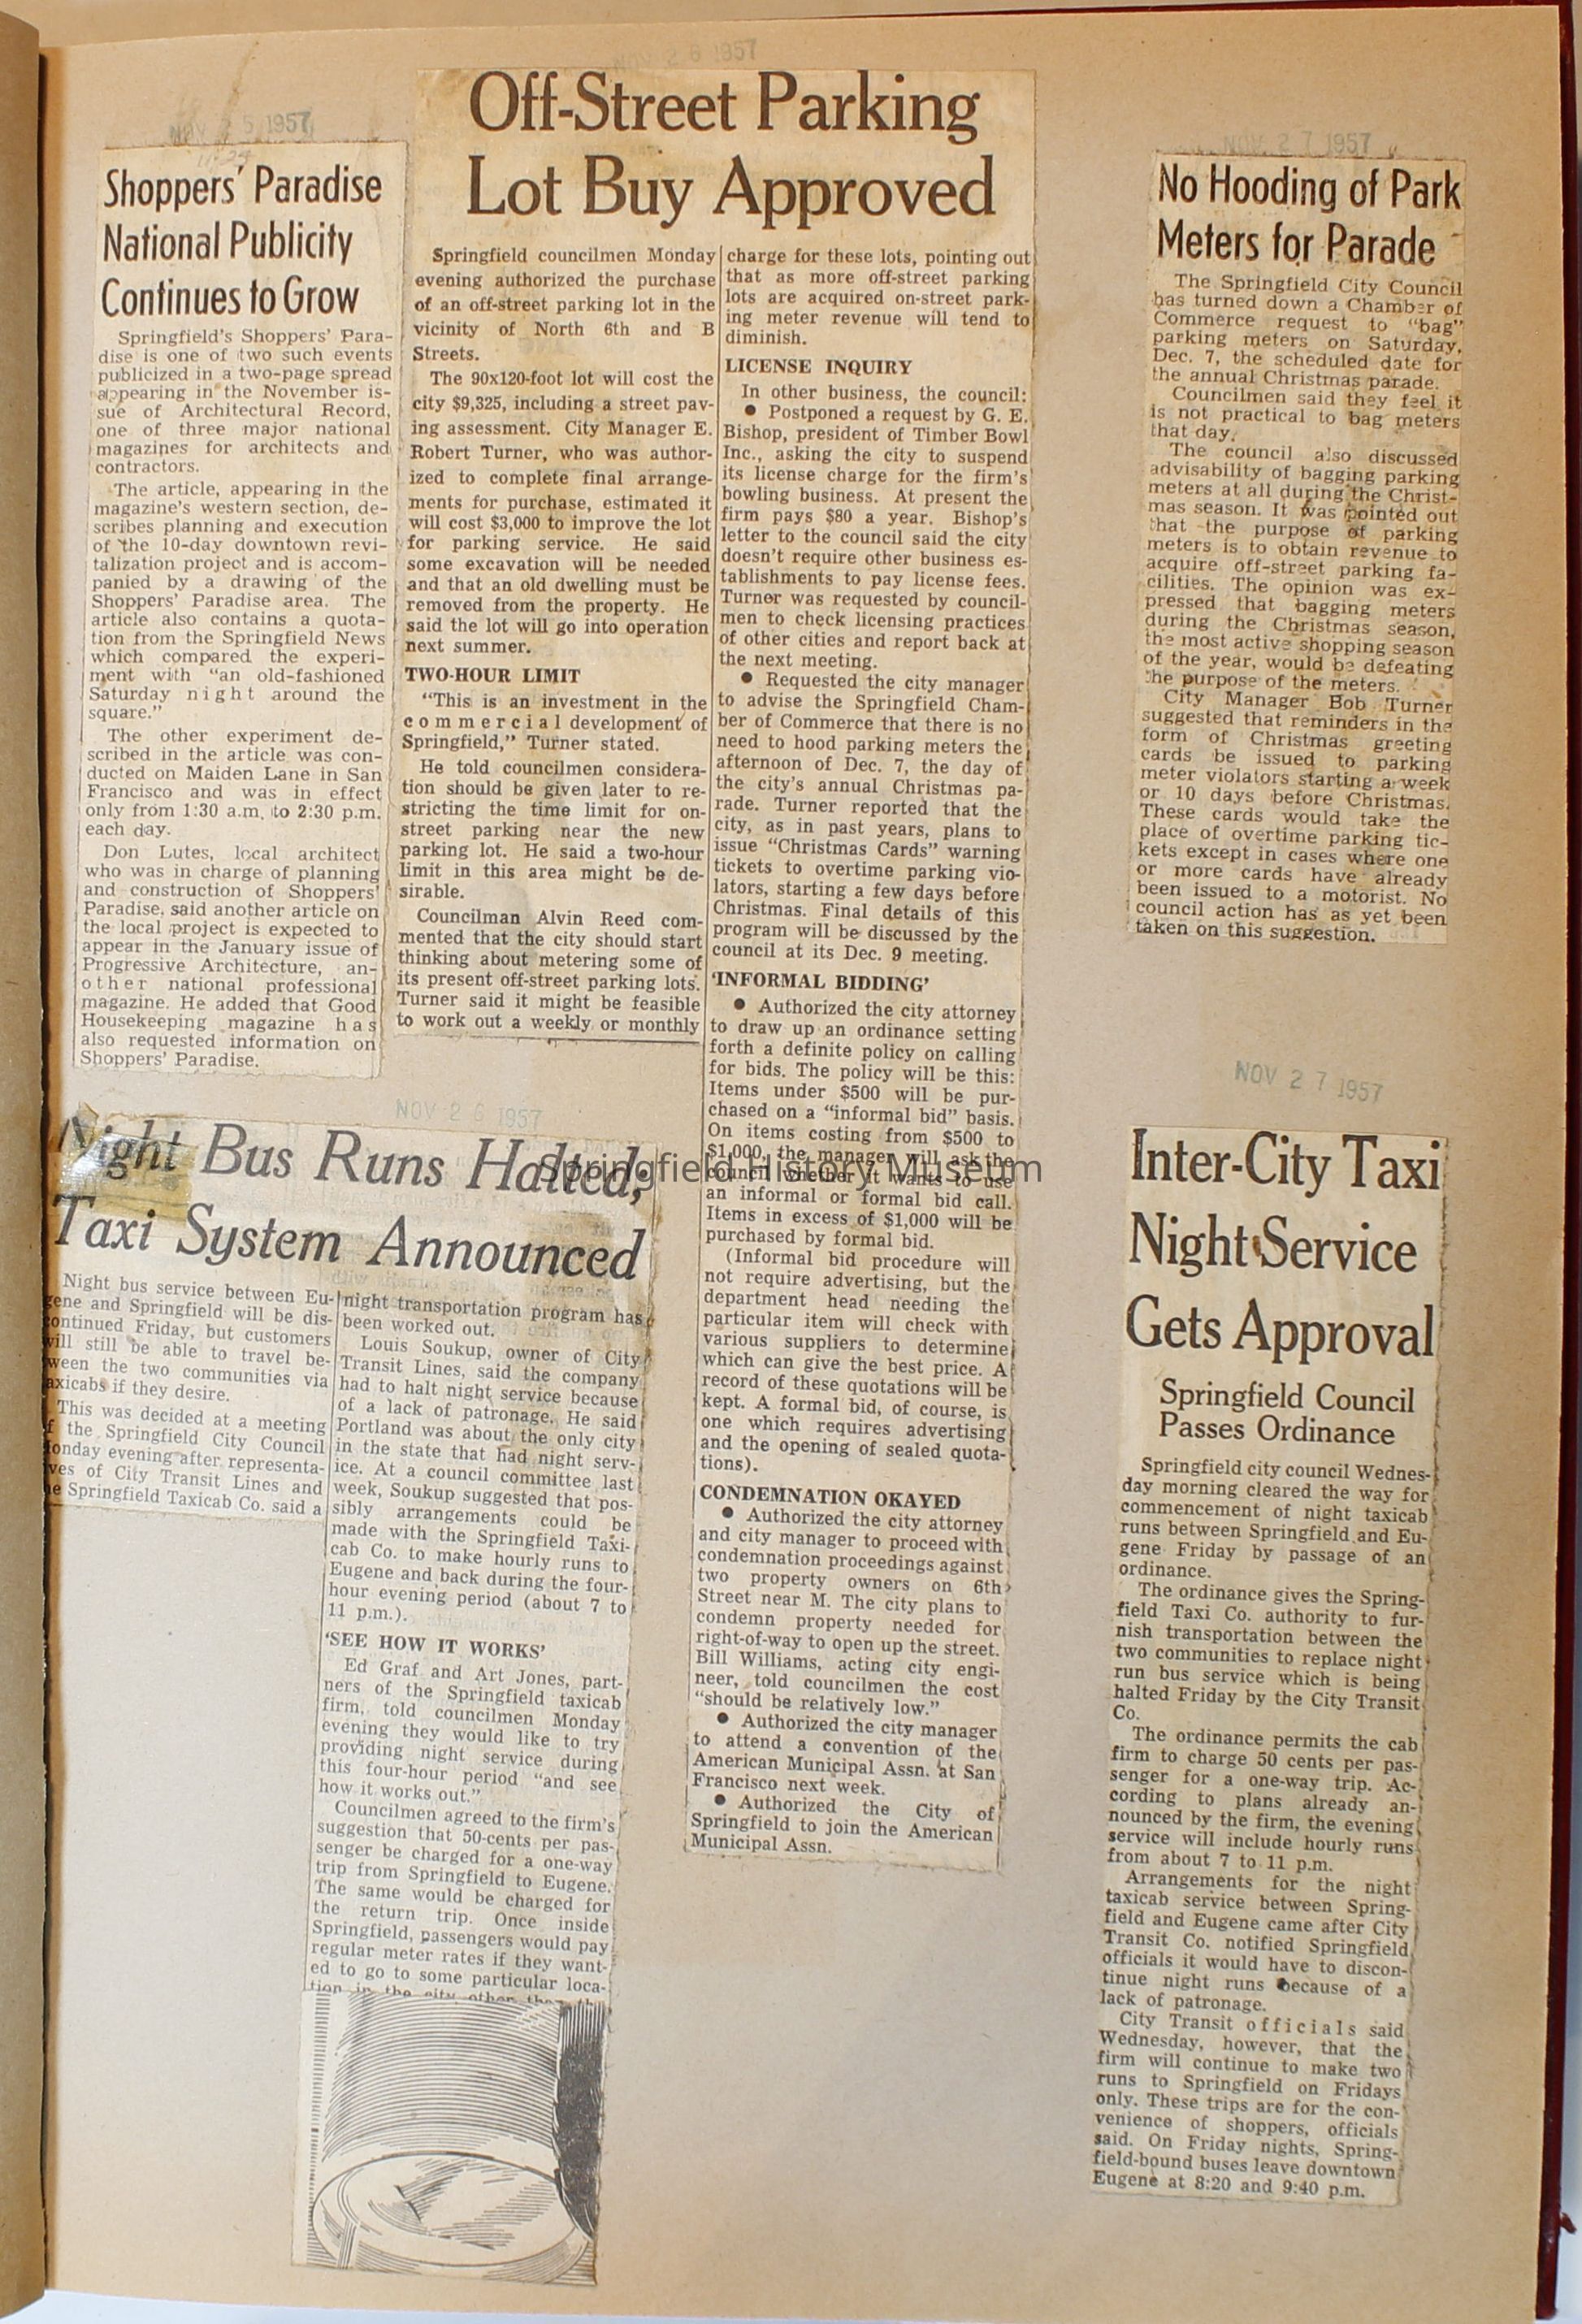 NOV 25 1957
Shoppers' Paradise
National Publicity
Continues to Grow
Springfield's Shoppers' Para-
dise is one of two such events
publicized in a two-page spread
appearing in the November is-
sue of Architectural Record,
one of three major national
magazines for architects and
contractors.
The article, appearing in the
magazine's western section, de-
scribes planning and execution
of the 10-day downtown revi-
talization project and is accom-
panied by a drawing of the
Shoppers' Paradise area. The
article also contains a quota-
tion from the Springfield News
which compared the experi-
ment with "an old-fashioned
Saturday night around the
square."
The other experiment de-
scribed in the article was con-
ducted on Maiden Lane in San
Francisco and was in effect
only from 1:30 a.m. to 2:30 p.m.
each day.
Don Lutes, local architect
who was in charge of planning
and construction of Shoppers'
Paradise, said another article on
the local project is expected to
appear in the January issue of
Progressive Architecture, an-
other national professional
magazine. He added that Good
Housekeeping magazine has
also requested information on
Shoppers' Paradise.
NOV 26 1957
Off-Street Parking
Lot Buy Approved
Springfield councilmen Monday
evening authorized the purchase
of an off-street parking lot in the
vicinity of North 6th and B
Streets.
The 90x120-foot lot will cost the
city $9,325, including a street pav-
ing assessment. City Manager E.
Robert Turner, who was author-
ized to complete final arrange-
ments for purchase, estimated it
will cost $3,000 to improve the lot
for parking service. He said
some excavation will be needed
and that an old dwelling must be
removed from the property. He
said the lot will go into operation
next summer.
TWO-HOUR LIMIT
"This is an investment in the
commercial development of
Springfield," Turner stated.
He told councilmen considera-
tion should be given later to re-
stricting the time limit for on-
street parking near the new
parking lot. He said a two-hour
limit in this area might be de-
sirable.
Councilman Alvin Reed com-
mented that the city should start
thinking about metering some of
its present off-street parking lots.
Turner said it might be feasible
to work out a weekly or monthly
charge for these lots, pointing out
that as more off-street parking
lots are acquired on-street park-
ing meter revenue will tend to
diminish.
LICENSE INQUIRY
In other business, the council:
● Postponed a request by G. E.
Bishop, president of Timber Bowl
Inc., asking the city to suspend
its license charge for the firm's
bowling business. At present the
firm pays $80 a year. Bishop's
letter to the council said the city
doesn't require other business es-
tablishments to pay license fees.
Turner was requested by council-
men to check licensing practices
of other cities and report back at
the next meeting.
● Requested the city manager
to advise the Springfield Cham-
ber of Commerce that there is no
need to hood parking meters the
afternoon of Dec. 7, the day of
the city's annual Christmas pa-
rade. Turner reported that the
city, as in past years, plans to
issue "Christmas Cards" warning
tickets to overtime parking vio-
lators, starting a few days before
Christmas. Final details of this
program will be discussed by the
council at its Dec. 9 meeting.
'INFORMAL BIDDING'
● Authorized the city attorney
to draw up an ordinance setting
forth a definite policy on calling
for bids. The policy will be this:
Items under $500 will be pur-
chased on a "informal bid" basis.
On items costing from $500 to
$1,000, the manager will ask the
council whether it wants to use
an informal or formal bid call.
Items in excess of $1,000 will be
purchased by formal bid.
(Informal bid procedure will
not require advertising, but the
department head needing the
particular item will check with
various suppliers to determine
which can give the best price. A
record of these quotations will be
kept. A formal bid, of course, is
one which requires advertising
and the opening of sealed quota-
tions).
CONDEMNATION OKAYED
● Authorized the city attorney
and city manager to proceed with
condemnation proceedings against
two property owners on 6th
Street near M. The city plans to
condemn property needed for
right-of-way to open up the street.
Bill Williams, acting city engi-
neer, told councilmen the cost
"should be relatively low."
● Authorized the city manager
to attend a convention of the
American Municipal Assn. at San
Francisco next week.
● Authorized the City of
Springfield to join the American
Municipal Assn.
NOV 27 1957
No Hooding of Park
Meters for Parade
The Springfield City Council
has turned down a Chamber of
Commerce request to "bag"
parking meters on Saturday,
Dec. 7, the scheduled date for
the annual Christmas parade.
Councilmen said they feel it
is not practical to bag meters
that day.
The council also discussed
advisability of bagging parking
meters at all during the Christ-
mas season. It was pointed out
that the purpose of parking
meters is to obtain revenue to
acquire off-street parking fa-
cilities. The opinion was ex-
pressed that bagging meters
during the Christmas season,
the most active shopping season
of the year, would be defeating
the purpose of the meters.
City Manager Bob Turner
suggested that reminders in the
form of Christmas greeting
cards be issued to parking
meter violators starting a week
or 10 days before Christmas.
These cards would take the
place of overtime parking tic-
kets except in cases where one
or more cards have already
been issued to a motorist. No
council action has as yet been
taken on this suggestion.
NOV 26 1957
Night Bus Runs Halted;
Taxi System Announced
Night bus service between Eu-
gene and Springfield will be dis-
continued Friday, but customers
will still be able to travel be-
ween the two communities via
axicabs if they desire.
This was decided at a meeting
f the Springfield City Council
onday evening after representa-
ves of City Transit Lines and
e Springfield Taxicab Co. said a
night transportation program has
been worked out.
Louis Soukup, owner of City
Transit Lines, said the company
had to halt night service because
of a lack of patronage. He said
Portland was about the only city
in the state that had night serv-
ice. At a council committee last
week, Soukup suggested that pos-
sibly arrangements could be
made with the Springfield Taxi-
cab Co. to make hourly runs to
Eugene and back during the four-
hour evening period (about 7 to
11 p.m.).
'SEE HOW IT WORKS'
Ed Graf and Art Jones, part-
ners of the Springfield taxicab
firm, told councilmen Monday
evening they would like to try
providing night service during
this four-hour period "and see
how it works out."
Councilmen agreed to the firm's
suggestion that 50-cents per pas-
senger be charged for a one-way
trip from Springfield to Eugene.
The same would be charged for
the return trip. Once inside
Springfield, passengers would pay
regular meter rates if they want-
ed to go to some particular loca-
tion in the city other than
Springfield History Museum
NOV 27 1957
Inter-City Taxi
Night Service
Gets Approval
Springfield Council
Passes Ordinance
Springfield city council Wednes-
day morning cleared the way for
commencement of night taxicab
runs between Springfield and Eu-
gene Friday by passage of an
ordinance.
The ordinance gives the Spring-
field Taxi Co. authority to fur-
nish transportation between the
two communities to replace night
run bus service which is being
halted Friday by the City Transit
Co.
The ordinance permits the cab
firm to charge 50 cents per pas-
senger for a one-way trip. Ac-
cording to plans already an-
nounced by the firm, the evening
service will include hourly runs
from about 7 to 11 p.m.
Arrangements for the night
taxicab service between Spring-
field and Eugene came after City
Transit Co. notified Springfield
officials it would have to discon-
tinue night runs because of a
lack of patronage.
City Transit officials said
Wednesday, however, that the
firm will continue to make two
runs to Springfield on Fridays
only. These trips are for the con-
venience of shoppers, officials
said. On Friday nights, Spring-
field-bound buses leave downtown
Eugene at 8:20 and 9:40 p.m.